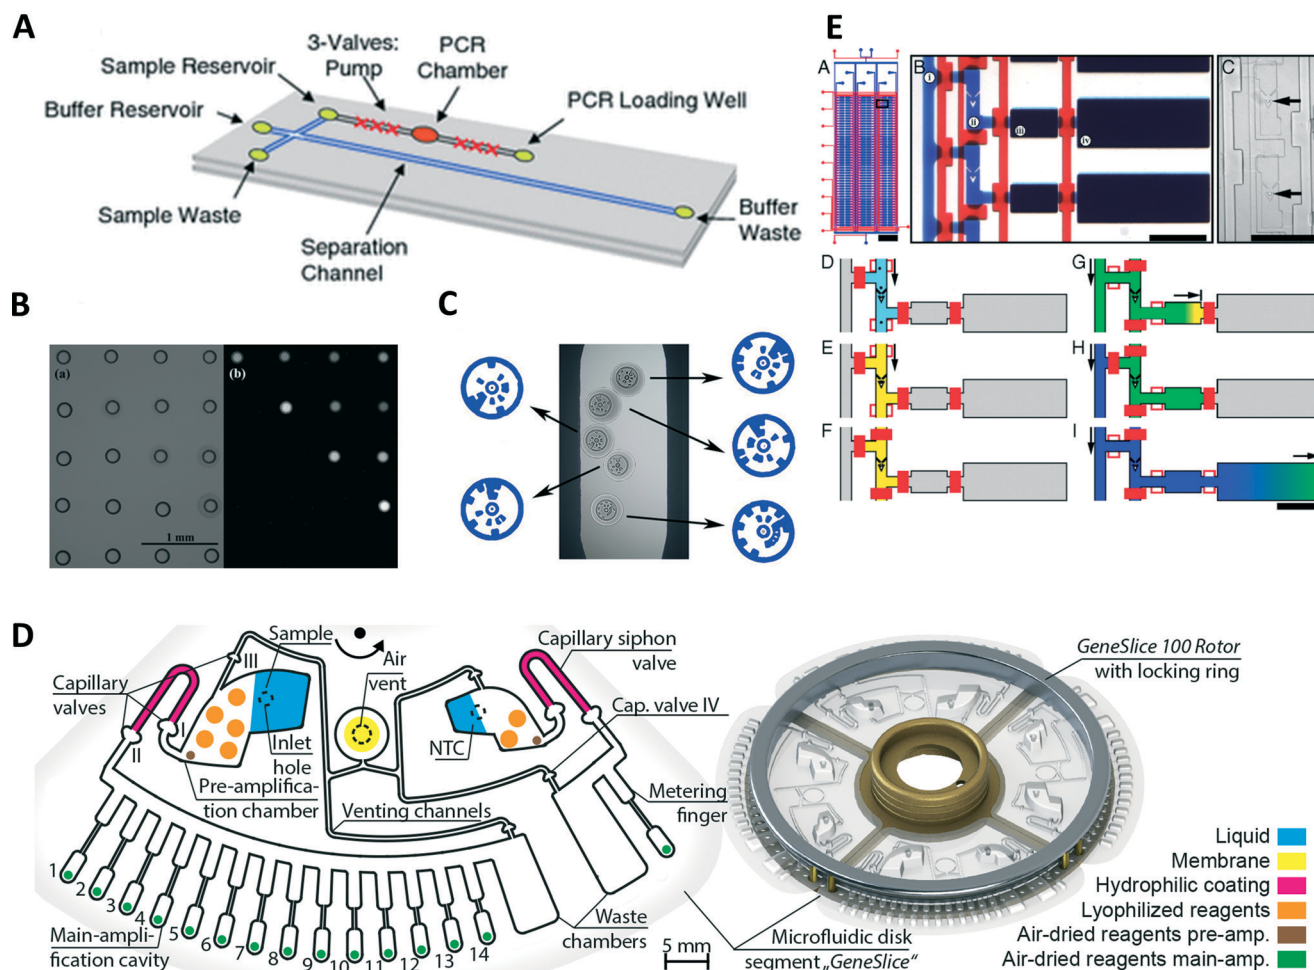 A
Sample Reservoir
3-Valves:
Pump
PCR
Chamber
Buffer Reservoir
PCR Loading Well
Sample Waste
Separation
Channel
Buffer
Waste
B
(a)
(b)
1 mm
C
E
A
B
C
i
ii
iii
iv
D
E
F
G
H
I
D
Sample
Air
vent
III
Capillary
valves
I
II
Inlet
hole
Pre-amplifica-
tion chamber
NTC
Venting channels
Capillary siphon
valve
Cap. valve IV
Metering
finger
1
2
3
4
5
6
7
8
9
10
11
12
13
14
Main-ampli-
fication cavity
Waste
chambers
5 mm
GeneSlice 100 Rotor
with locking ring
Microfluidic disk
segment „GeneSlice“
Liquid
Membrane
Hydrophilic coating
Lyophilized reagents
Air-dried reagents pre-amp.
Air-dried reagents main-amp.